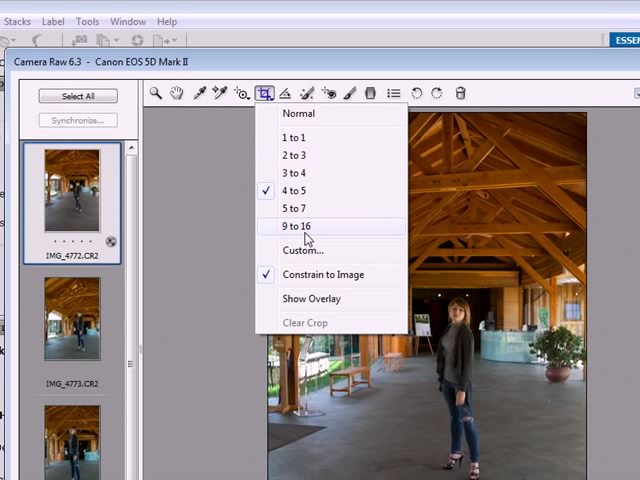 Stacks Label Tools Window Help
ESSEN
Camera Raw 6.3 - Canon EOS 5D Mark II
Select All
Synchronize...
Normal
1 to 1
2 to 3
3 to 4
4 to 5
5 to 7
9 to 16
Custom...
Constrain to Image
Show Overlay
Clear Crop
IMG_4772.CR2
IMG_4773.CR2